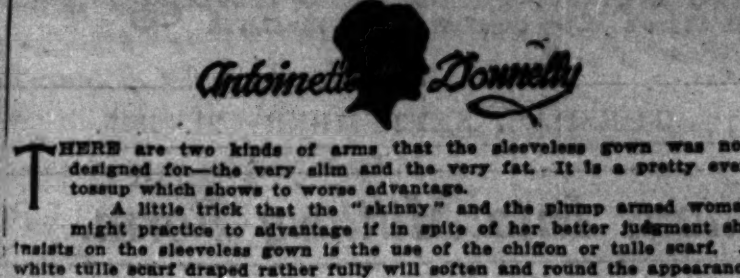 Antoinette Donnelly
THERE are two kinds of arms that the sleeveless gown was no
designed for—the very slim and the very fat. It is a pretty eve
tossup which shows to worse advantage.
A little trick that the "skinny" and the plump armed woma
might practice to advantage if in spite of her better judgment sh
insists on the sleeveless gown is the use of the chiffon or tulle scarf.
white tulle scarf draped rather fully will soften and round the appearanc